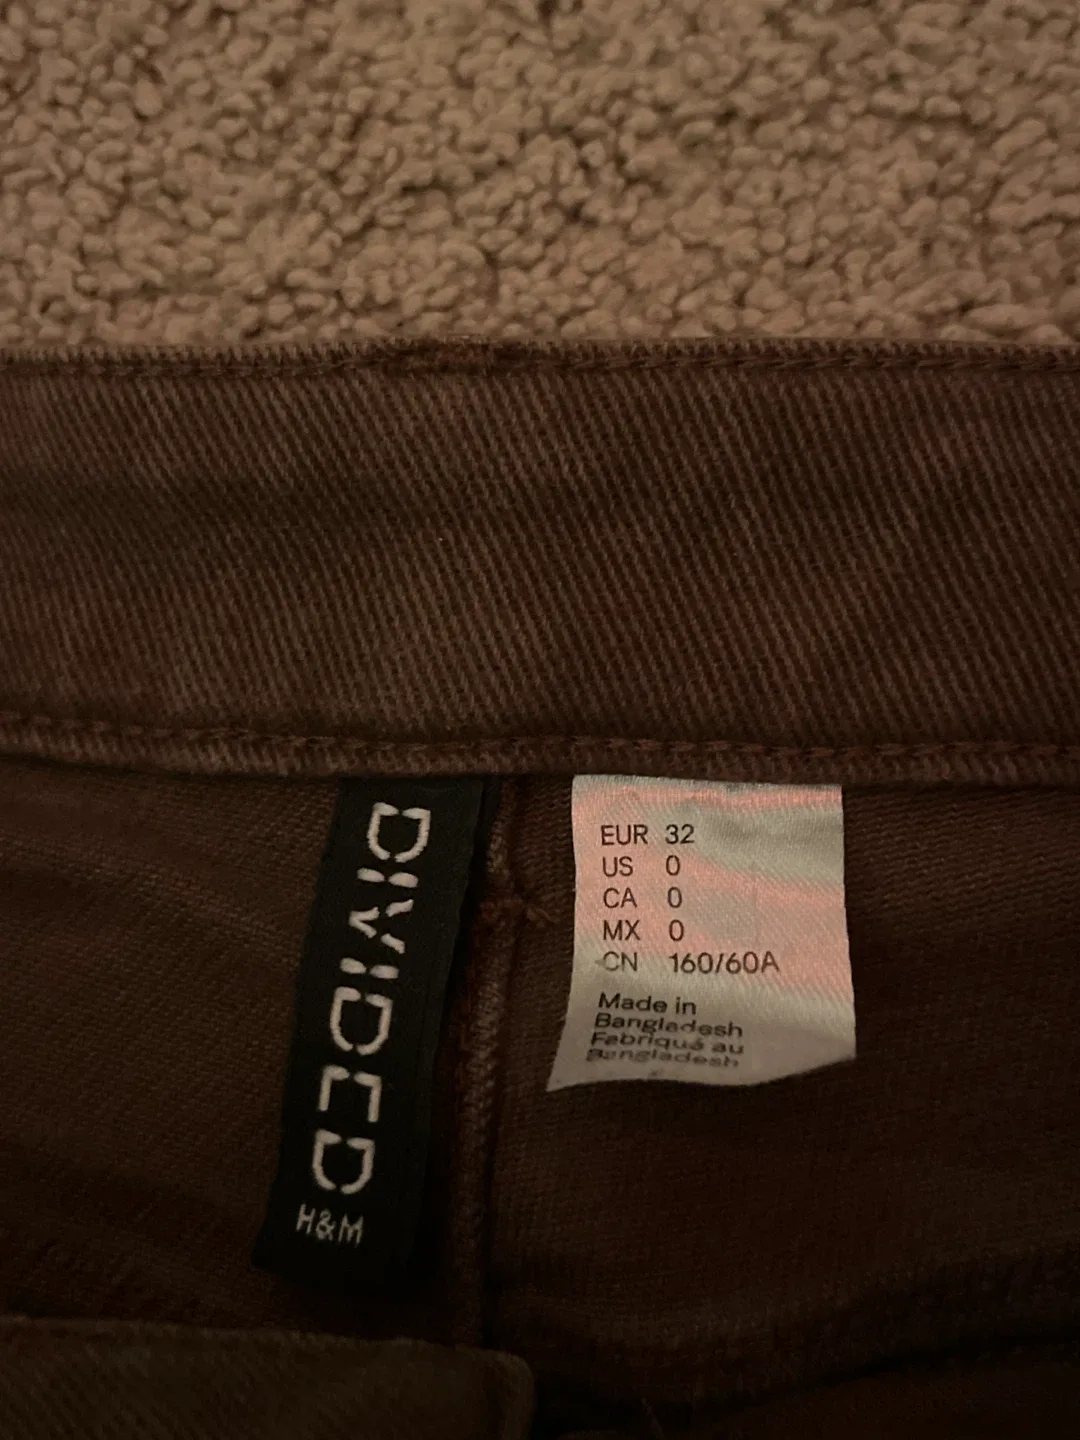 DIVIDED
H&M
EUR 32
US 0
CA 0
MX 0
CN 160/60A
Made in
Bangladesh
Fabriqué au
Bangladesh